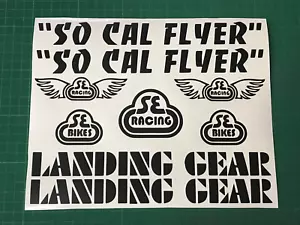 "SO CAL FLYER"
"SO CAL FLYER"
SE RACING
SE RACING
SE RACING
SE BIKES
SE BIKES
LANDING GEAR
LANDING GEAR